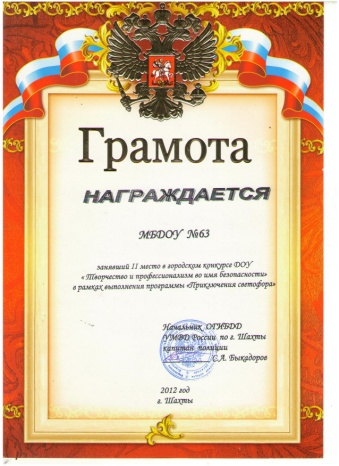 Грамота
НАГРАЖДАЕТСЯ
МБДОУ №63
занявший II место в городском конкурсе ДОУ
«Творчество и профессионализм во имя безопасности»
в рамках выполнения программы «Приключения светофора»
Начальник ОГИБДД
УМВД России по г. Шахты
капитан полиции
С.А. Быкадоров
2012 год
г. Шахты